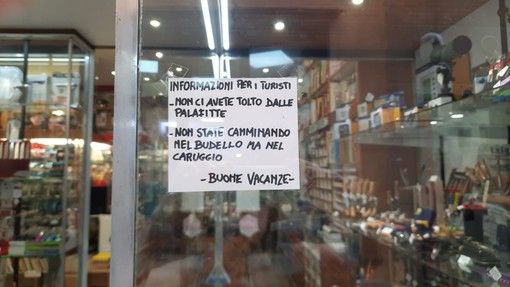 INFORMAZIONI PER I TURISTI
-NON CI AVETE TOLTO DALLE
PALAFITTE
-NON STATE CAMMINANDO
NEL BUDELLO MA NEL
CARUGGIO
-BUONE VACANZE-